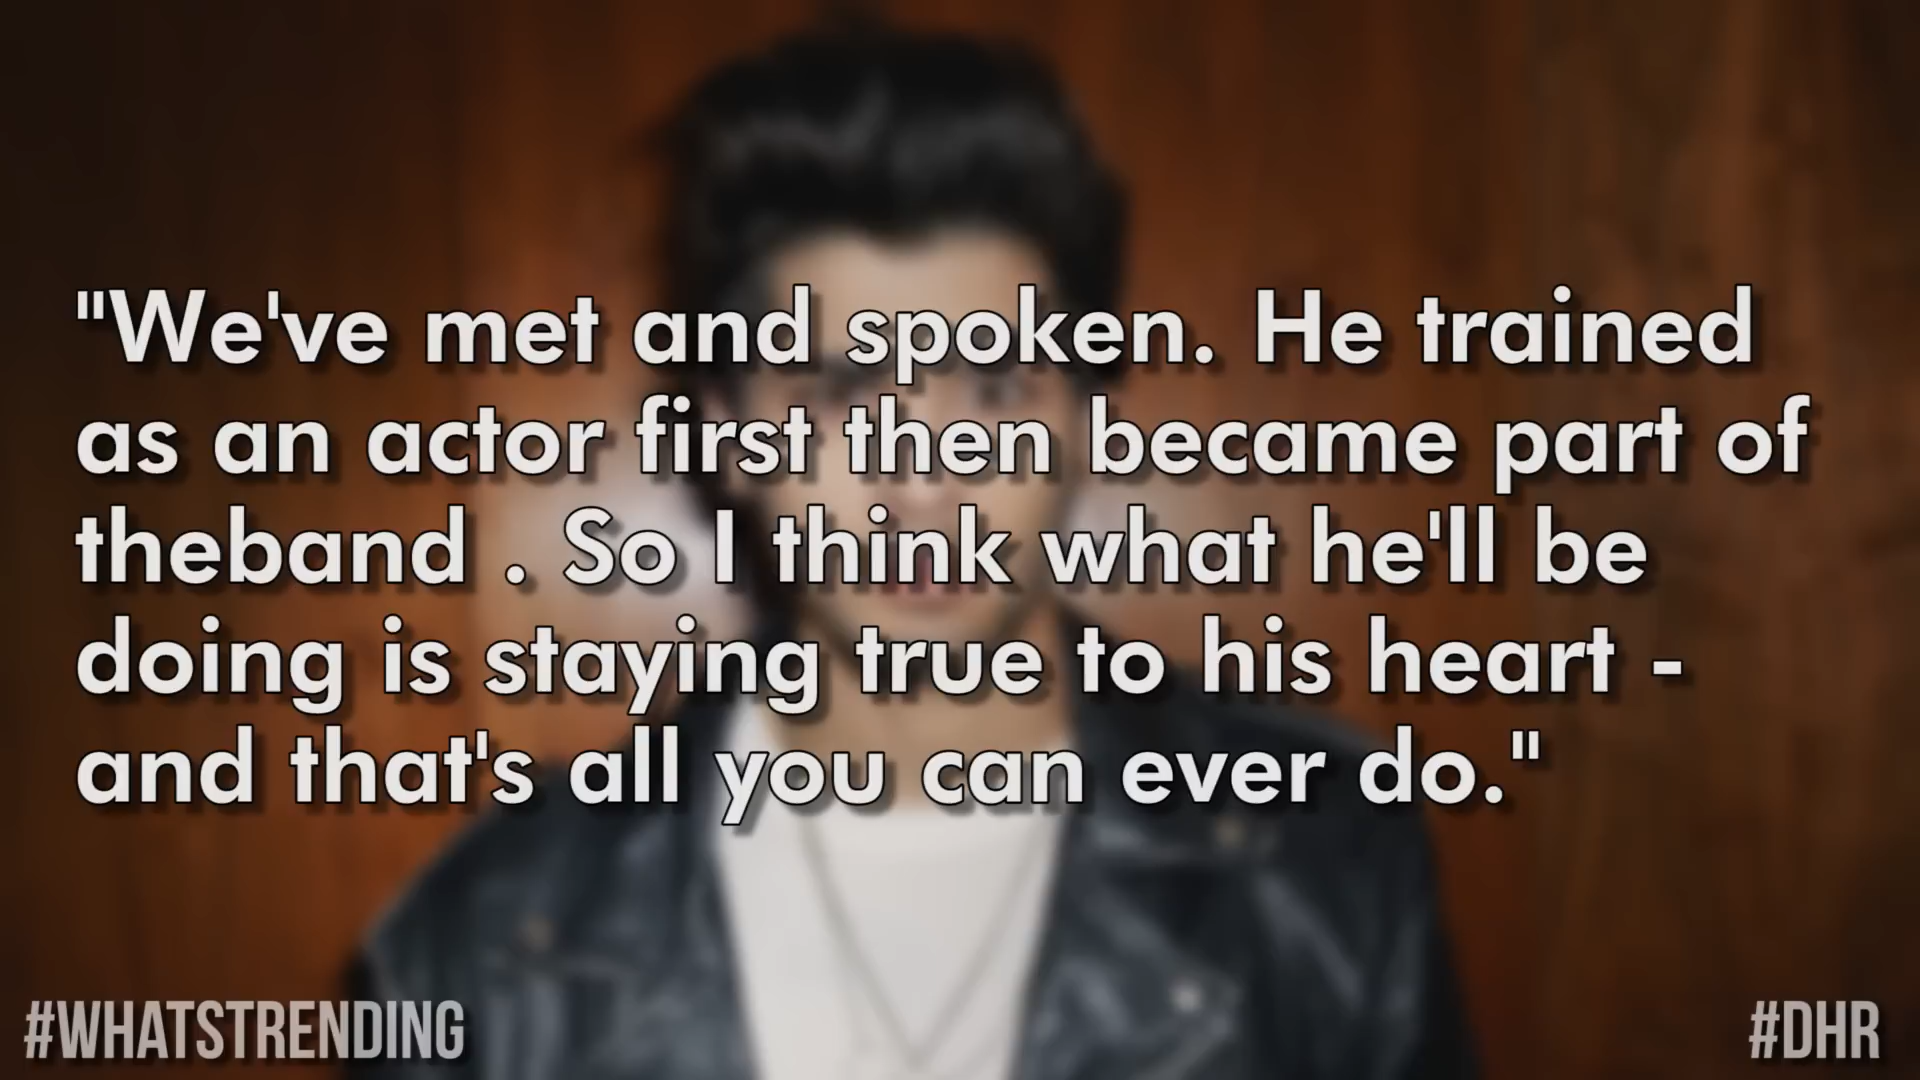 "We've met and spoken. He trained
as an actor first then became part of
theband . So I think what he'll be
doing is staying true to his heart -
and that's all you can ever do."
#WHATSTRENDING
#DHR